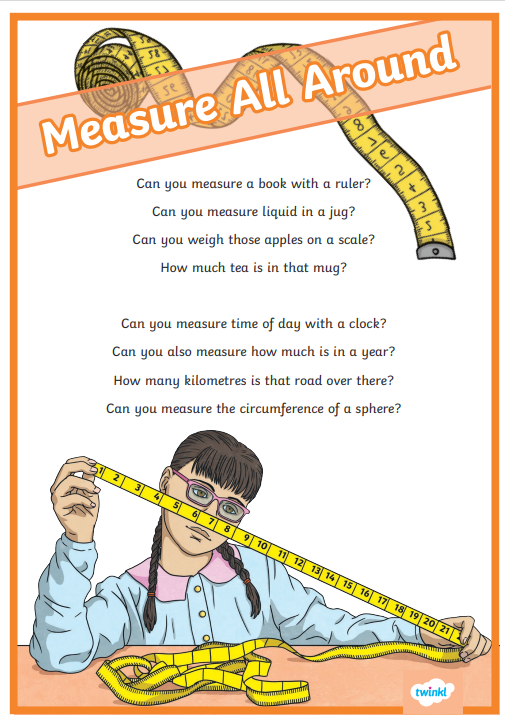 Measure All Around
Can you measure a book with a ruler?
Can you measure liquid in a jug?
Can you weigh those apples on a scale?
How much tea is in that mug?
Can you measure time of day with a clock?
Can you also measure how much is in a year?
How many kilometres is that road over there?
Can you measure the circumference of a sphere?
1 2 3 4 5 6 7 8 9 10 11 12 13 14 15 16 17 18 19 20 21
twinkl